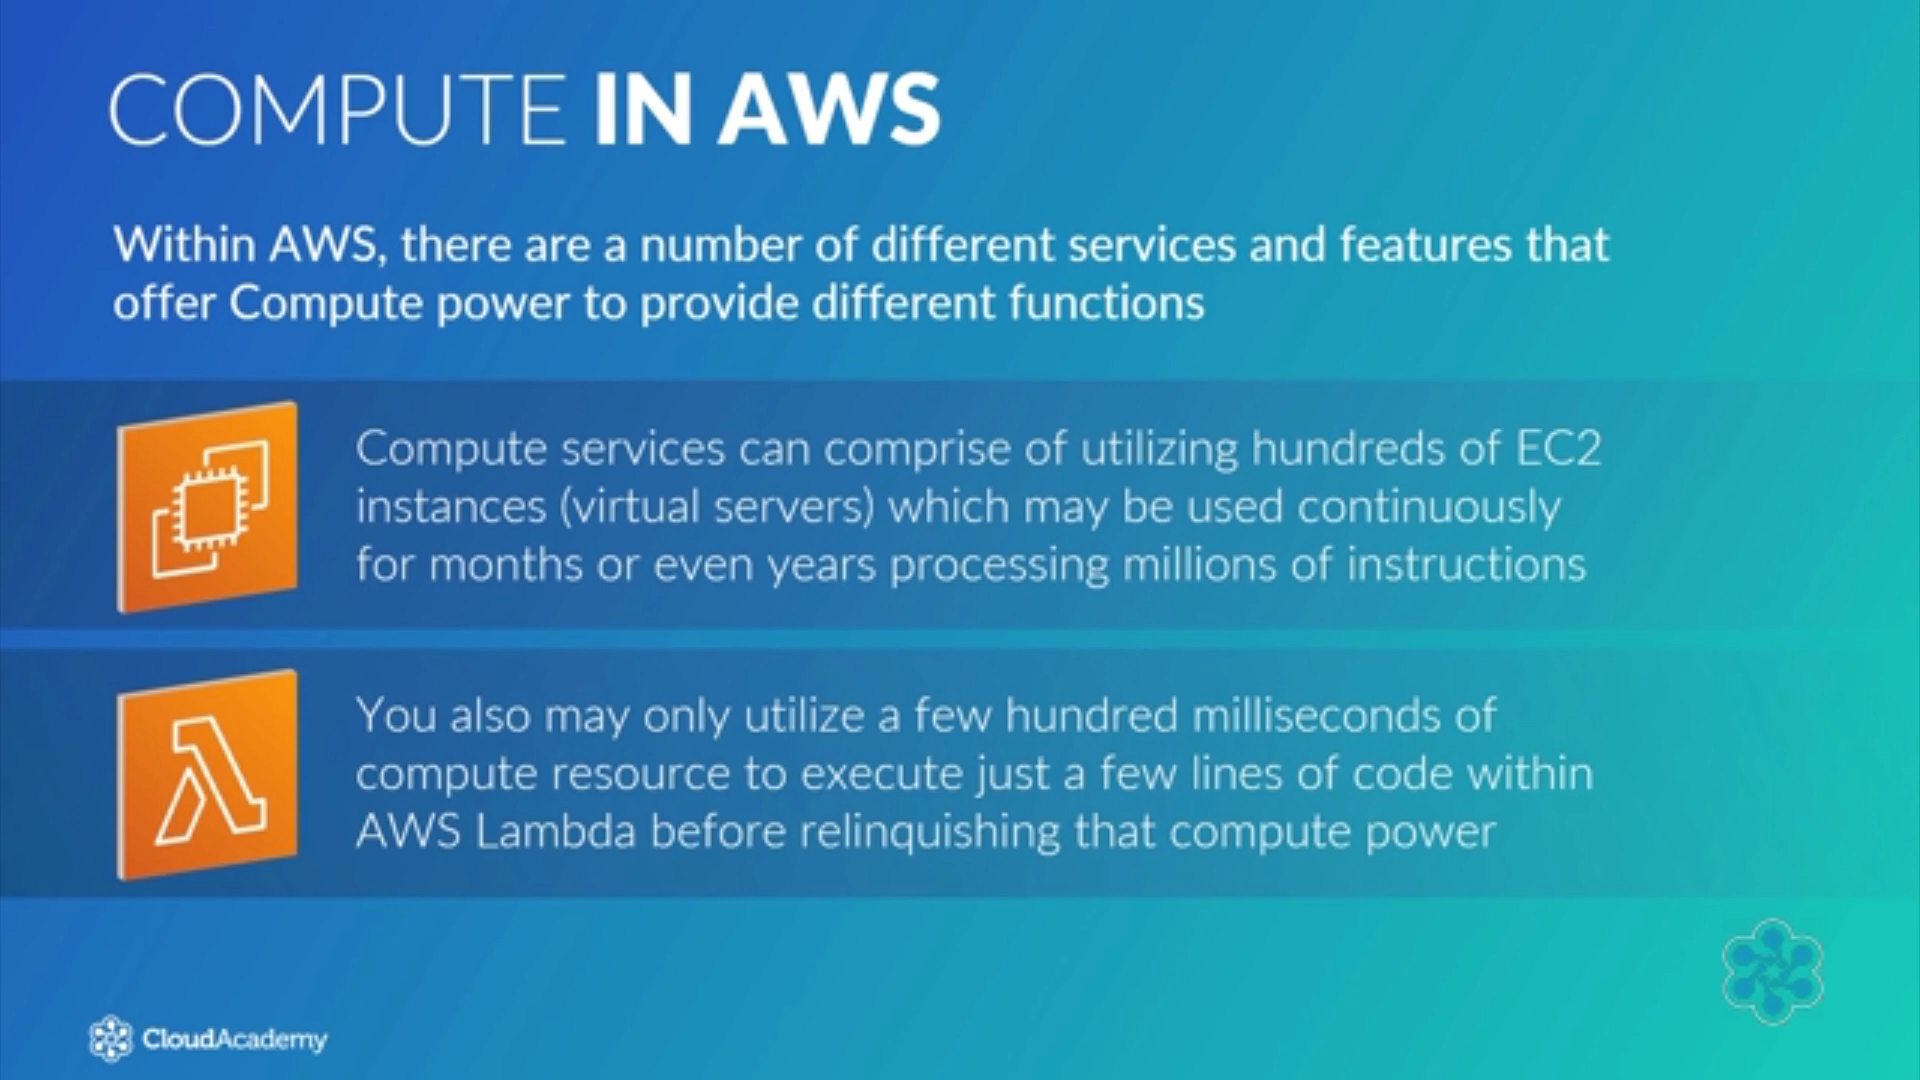 COMPUTE IN AWS
Within AWS, there are a number of different services and features that
offer Compute power to provide different functions
Compute services can comprise of utilizing hundreds of EC2
instances (virtual servers) which may be used continuously
for months or even years processing millions of instructions
You also may only utilize a few hundred milliseconds of
compute resource to execute just a few lines of code within
AWS Lambda before relinquishing that compute power
CloudAcademy